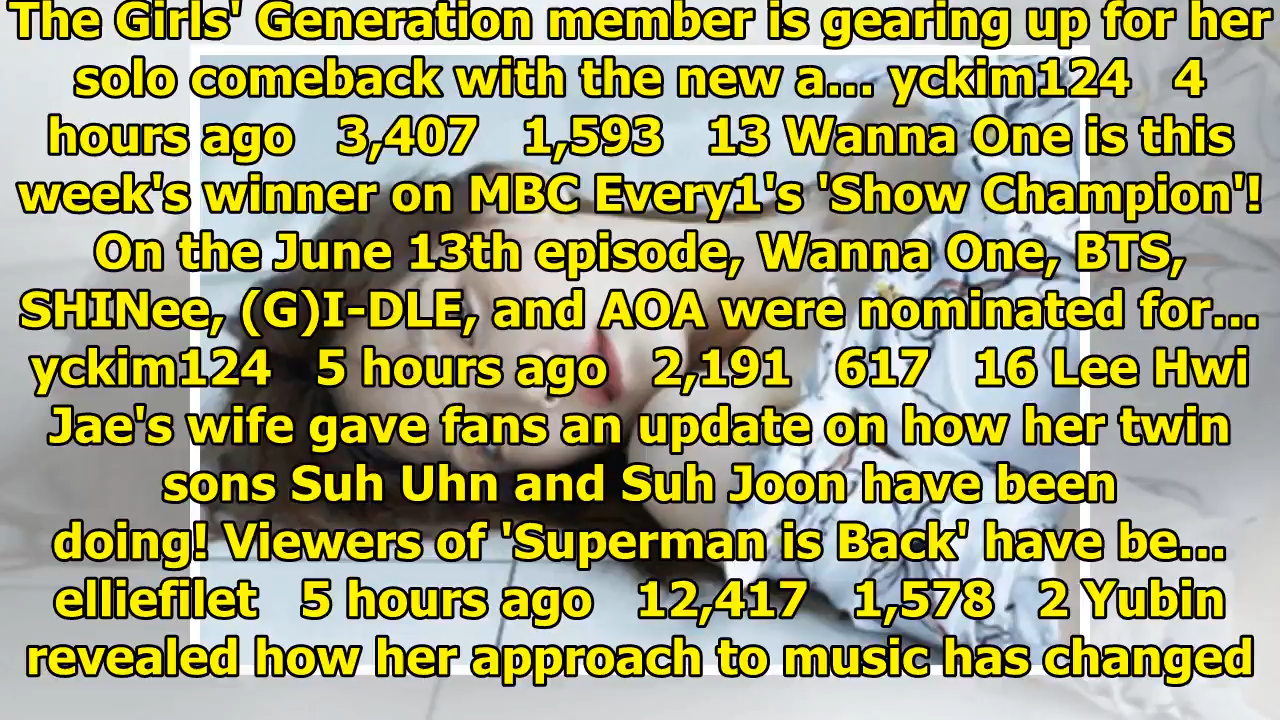 The Girls' Generation member is gearing up for her
solo comeback with the new a... yckim124 4
hours ago 3,407 1,593 13 Wanna One is this
week's winner on MBC Every1's 'Show Champion'!
On the June 13th episode, Wanna One, BTS,
SHINee, (G)I-DLE, and AOA were nominated for...
yckim124 5 hours ago 2,191 617 16 Lee Hwi
Jae's wife gave fans an update on how her twin
sons Suh Uhn and Suh Joon have been
doing! Viewers of 'Superman is Back' have be...
elliefilet 5 hours ago 12,417 1,578 2 Yubin
revealed how her approach to music has changed